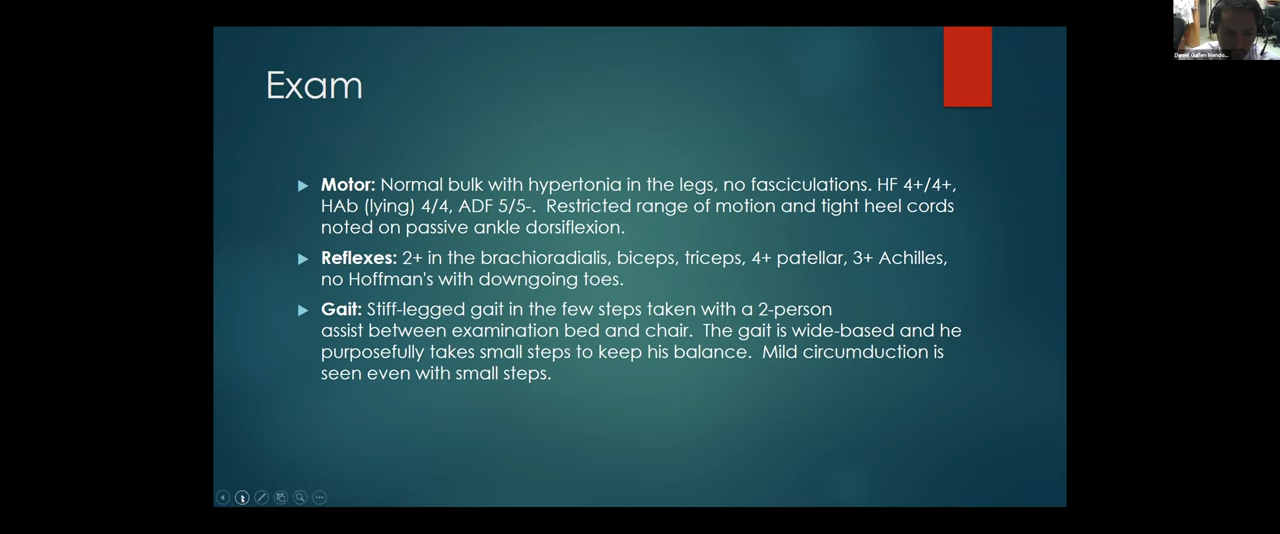 Daniel Guillen Mendo...
Exam
Motor: Normal bulk with hypertonia in the legs, no fasciculations. HF 4+/4+,
HAb (lying) 4/4, ADF 5/5-. Restricted range of motion and tight heel cords
noted on passive ankle dorsiflexion.
Reflexes: 2+ in the brachioradialis, biceps, triceps, 4+ patellar, 3+ Achilles,
no Hoffman's with downgoing toes.
Gait: Stiff-legged gait in the few steps taken with a 2-person
assist between examination bed and chair. The gait is wide-based and he
purposefully takes small steps to keep his balance. Mild circumduction is
seen even with small steps.